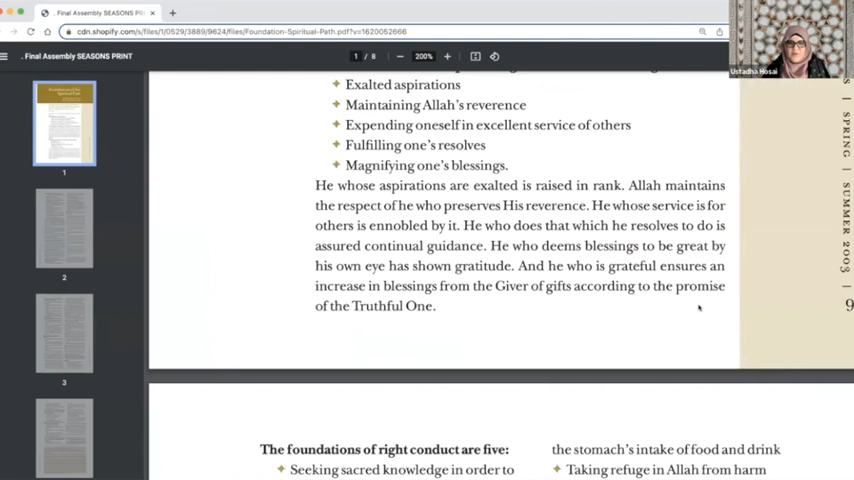 . Final Assembly SEASONS PRI
cdn.shopify.com/s/files/1/0529/3889/9624/files/Foundation-Spiritual-Path.pdf?v=1620052666
. Final Assembly SEASONS PRINT
1 / 8
200%
Ustadha Hosai
Exalted aspirations
Maintaining Allah's reverence
Expending oneself in excellent service of others
Fulfilling one's resolves
Magnifying one's blessings.
He whose aspirations are exalted is raised in rank. Allah maintains
the respect of he who preserves His reverence. He whose service is for
others is ennobled by it. He who does that which he resolves to do is
assured continual guidance. He who deems blessings to be great by
his own eye has shown gratitude. And he who is grateful ensures an
increase in blessings from the Giver of gifts according to the promise
of the Truthful One.
S | SPRING | SUMMER 2003 |
9
1
2
3
The foundations of right conduct are five:
Seeking sacred knowledge in order to
the stomach's intake of food and drink
Taking refuge in Allah from harm